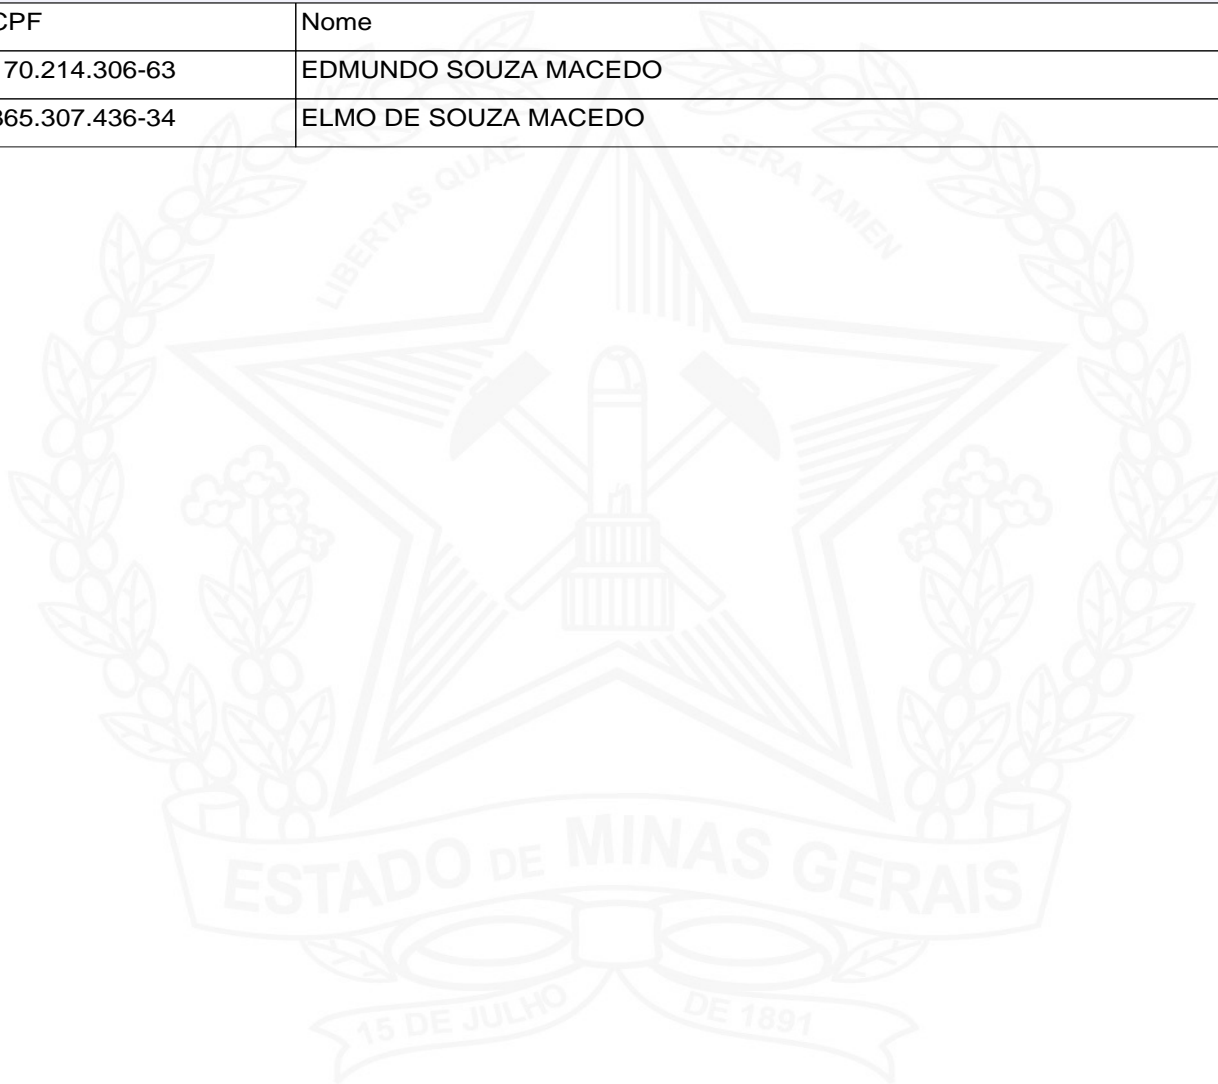 CPF Nome
70.214.306-63 EDMUNDO SOUZA MACEDO
865.307.436-34 ELMO DE SOUZA MACEDO
LIBERTAS QUAE SERA TAMEN
ESTADO DE MINAS GERAIS
15 DE JULHO DE 1891